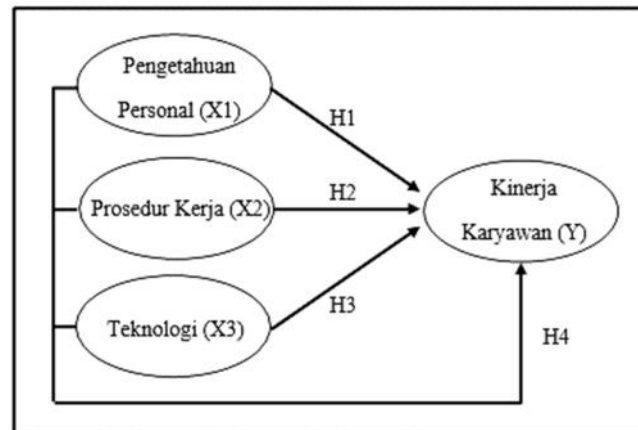 Pengetahuan
Personal (X1)
H1
Prosedur Kerja (X2)
H2
Kinerja
Karyawan (Y)
Teknologi (X3)
H3
H4